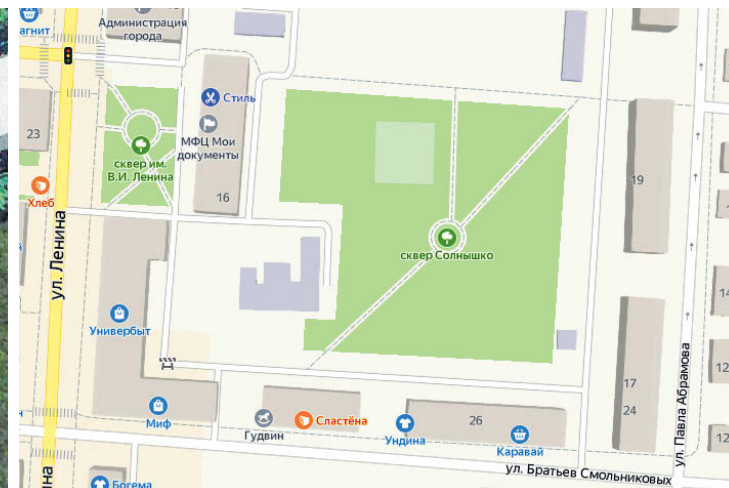 агнит
Администрация
города
Стиль
23
МФЦ Мои
документы
сквер им.
В.И. Ленина
19
16
Хлеб
ул. Ленина
сквер Солнышко
14
Универбыт
12
17
24
ул. Павла Абрамова
Миф
Гудвин
Сластёна
Ундина
26
Каравай
12
ул. Братьев Смольниковых
ина
Богема